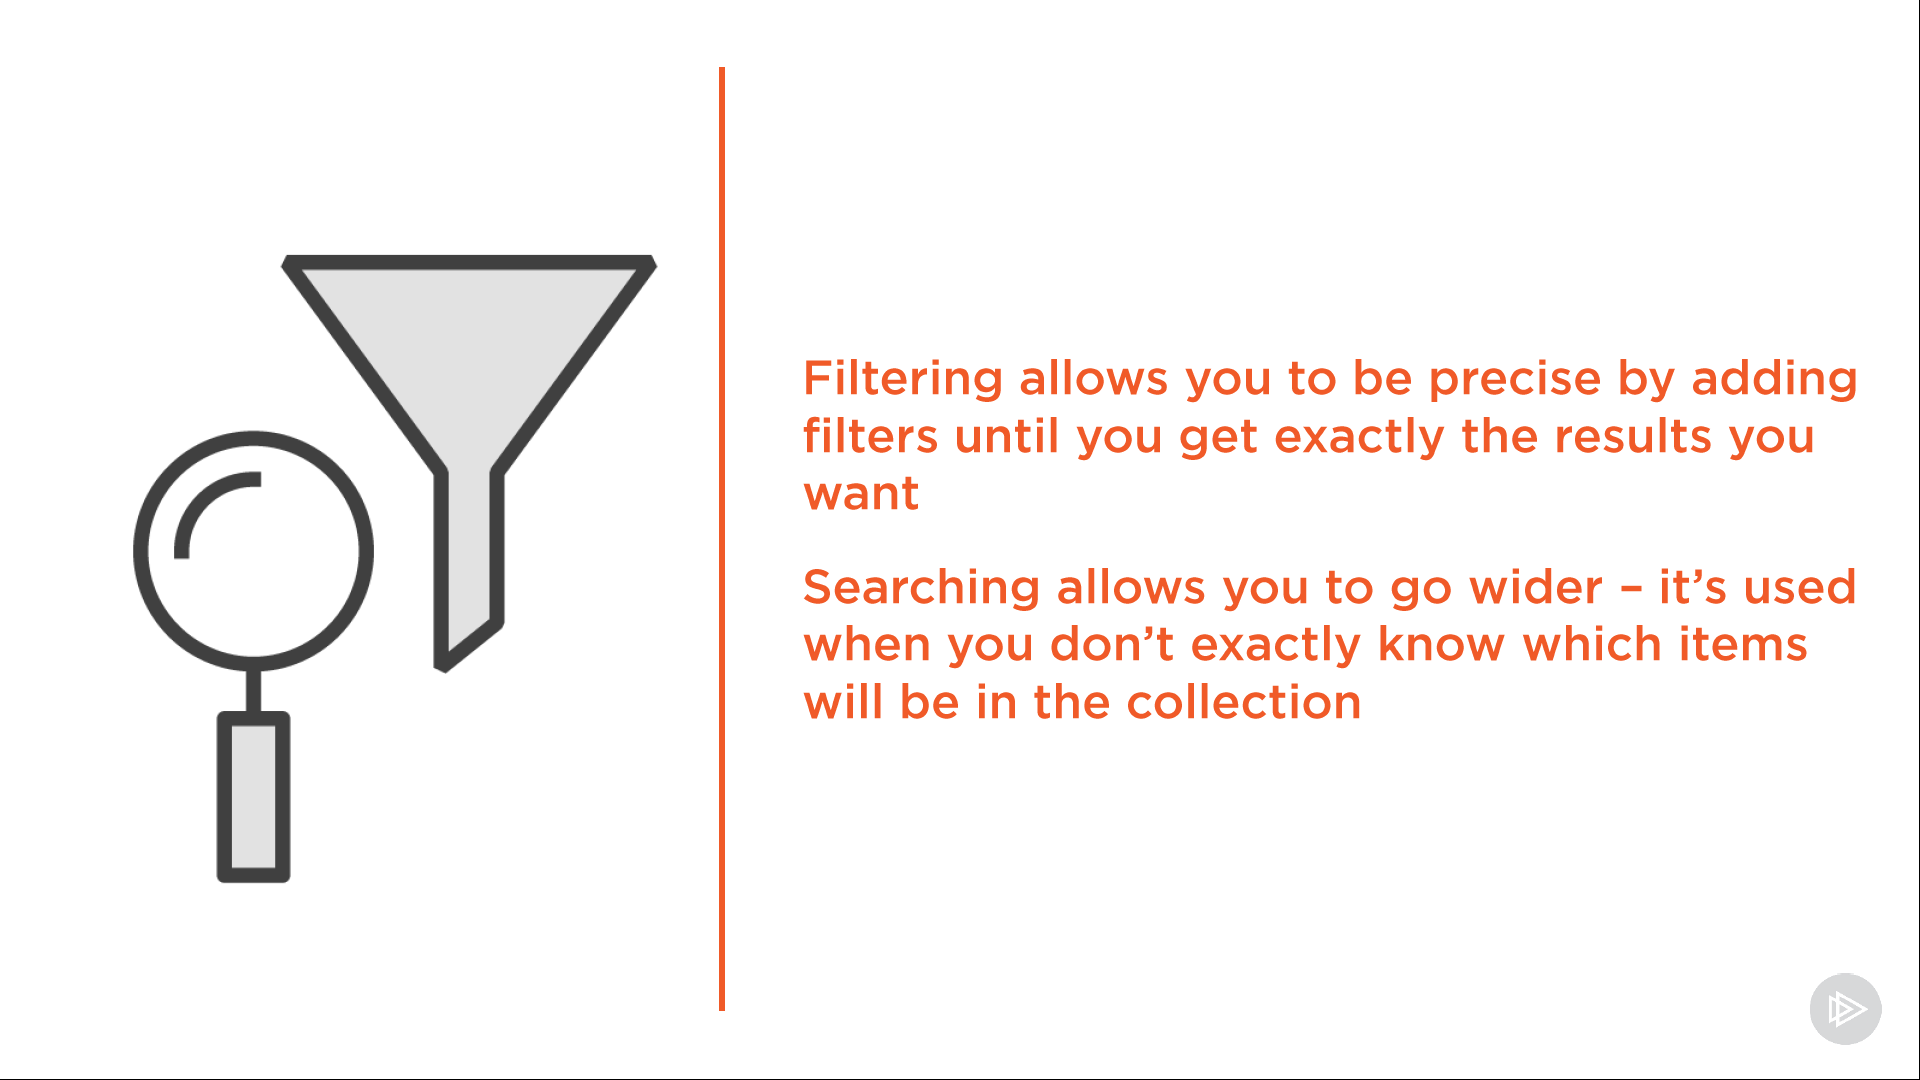 Filtering allows you to be precise by adding
filters until you get exactly the results you
want
Searching allows you to go wider – it’s used
when you don’t exactly know which items
will be in the collection